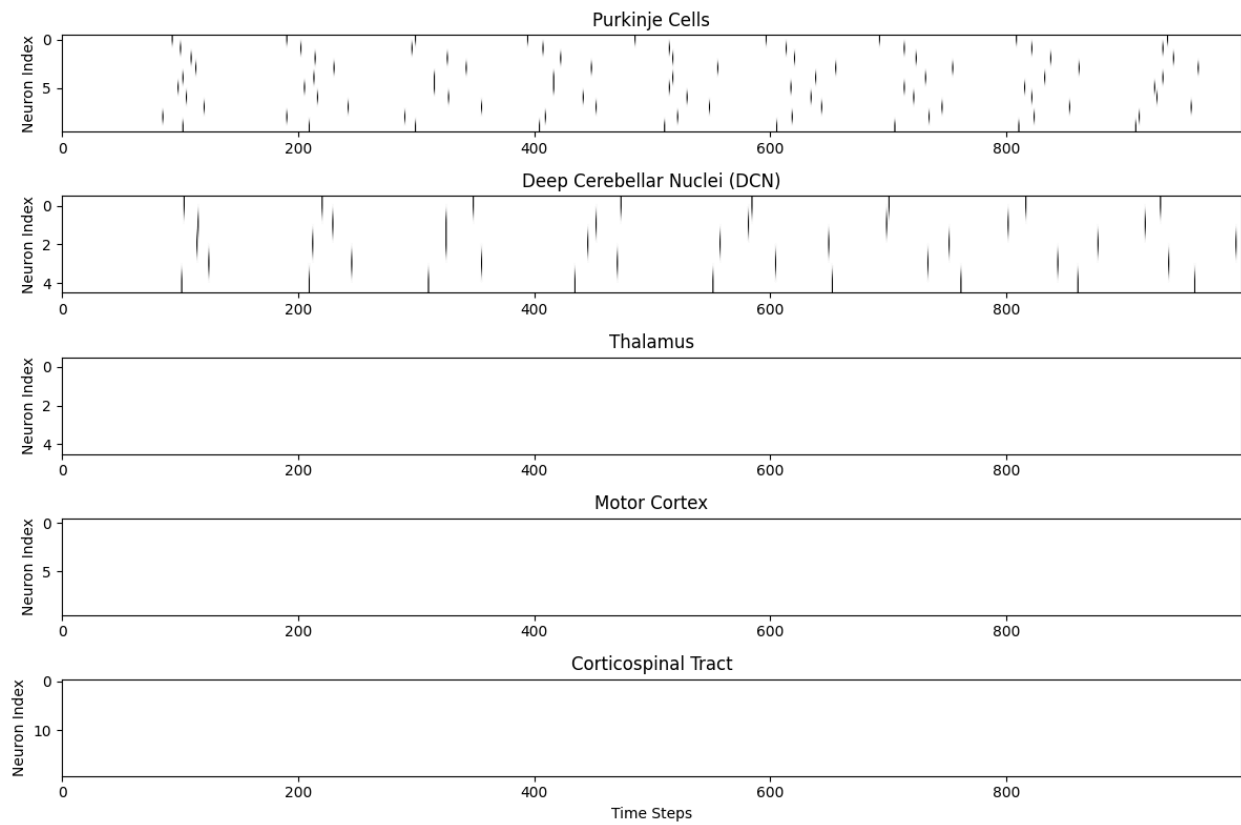 Purkinje Cells
Neuron Index
0
5
0 200 400 600 800
Deep Cerebellar Nuclei (DCN)
Neuron Index
0
2
4
0 200 400 600 800
Thalamus
Neuron Index
0
2
4
0 200 400 600 800
Motor Cortex
Neuron Index
0
5
0 200 400 600 800
Corticospinal Tract
Neuron Index
0
10
0 200 400 600 800
Time Steps